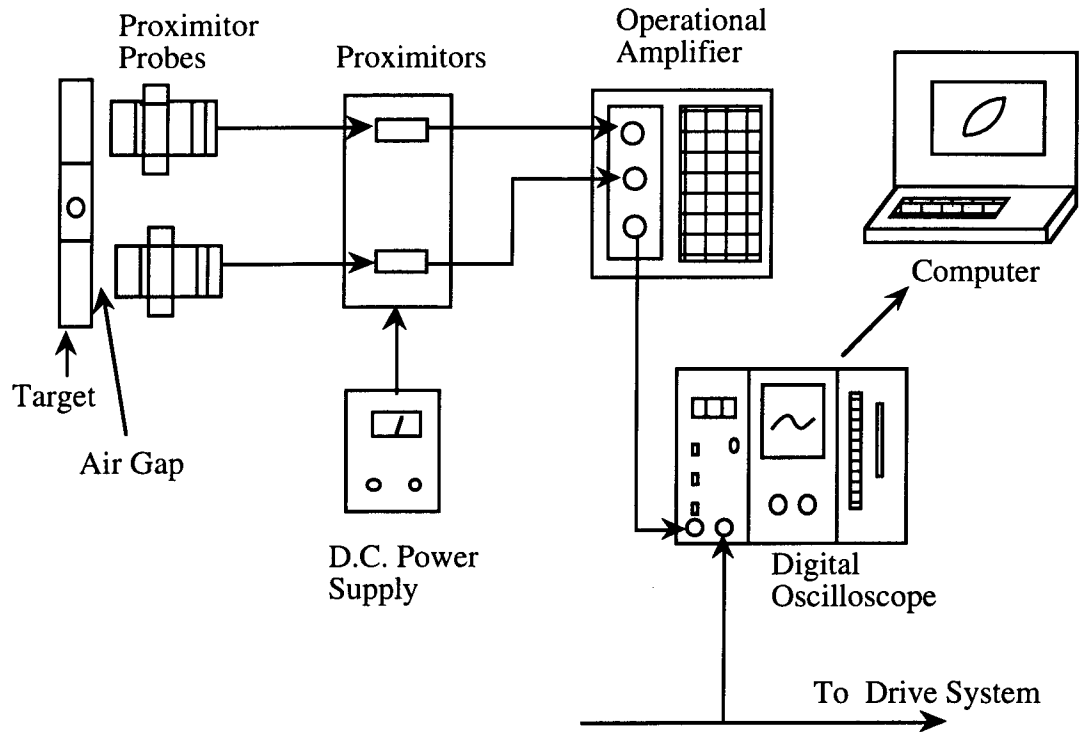 Proximitor
Probes
Proximitors
Operational
Amplifier
Computer
Target
Air Gap
D.C. Power
Supply
Digital
Oscilloscope
To Drive System